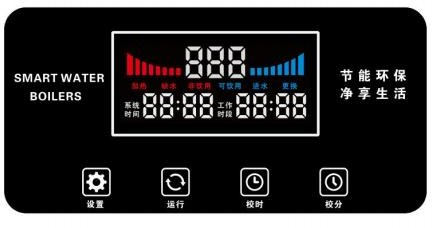 SMART WATER
BOILERS
888
加热 缺水 非饮用 可饮用 进水 更换
系统
时间
88:88
工作
时段
88:88
节能环保
净享生活
设置 运行 校时 校分